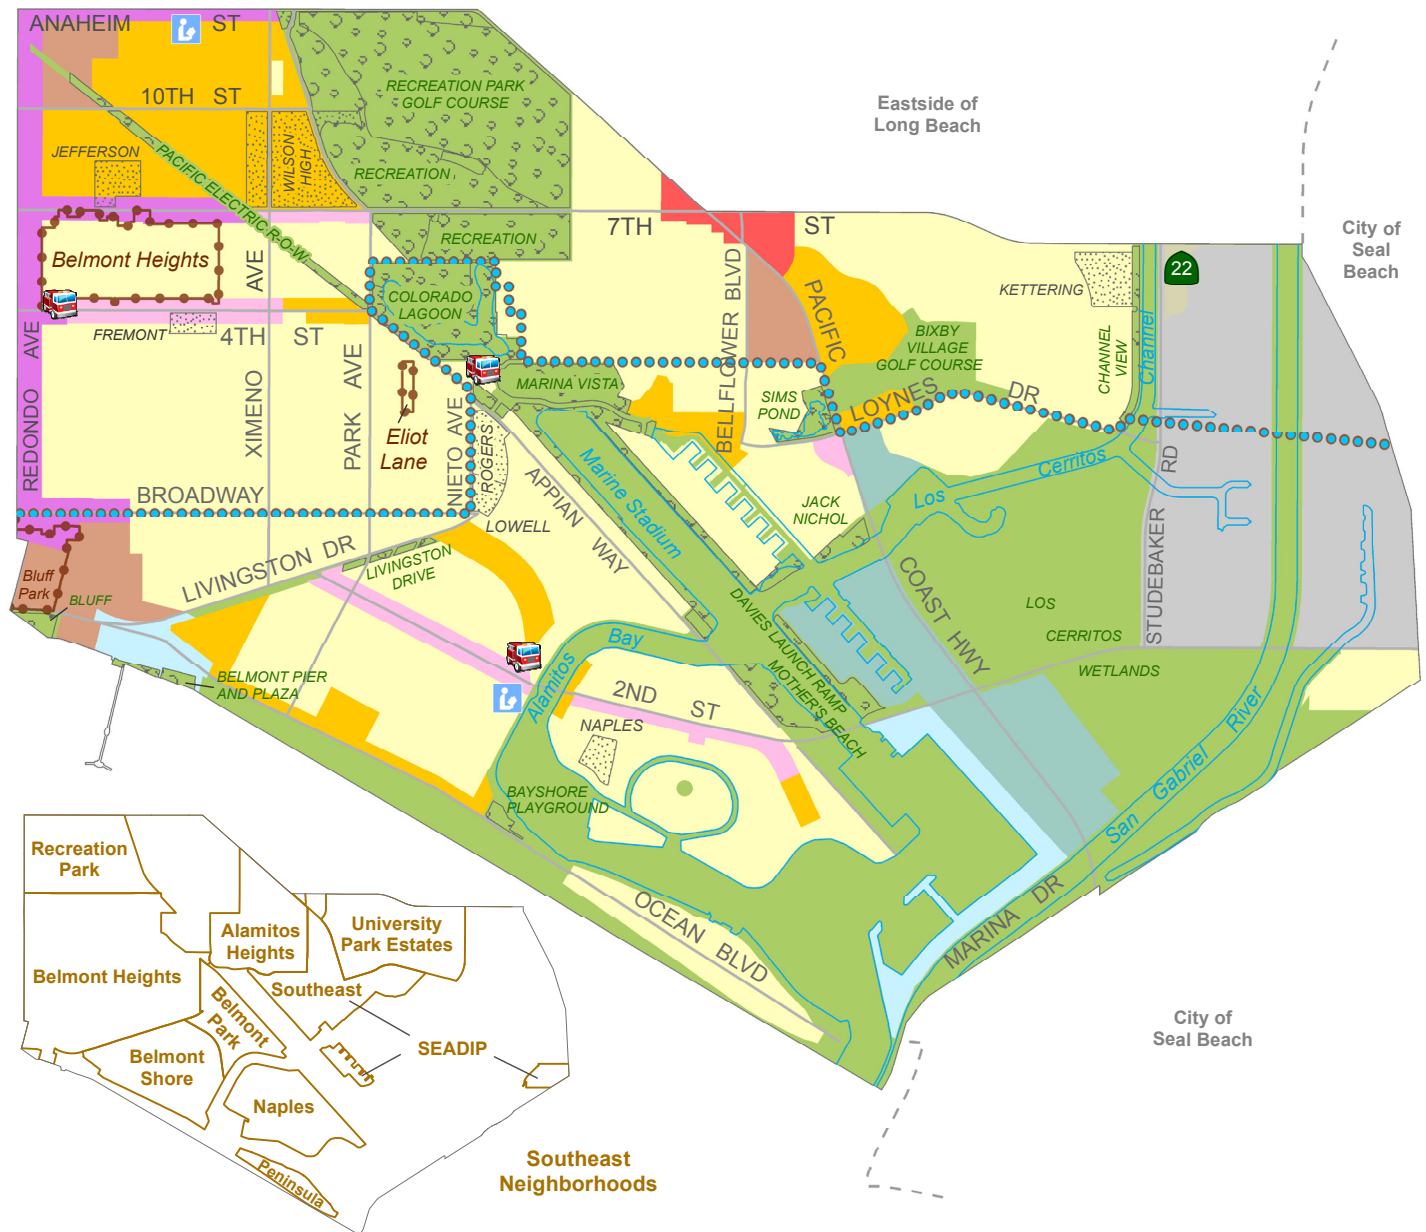 ANAHEIM ST
10TH ST
JEFFERSON
WILSON
HIGH
PACIFIC ELECTRIC R-O-W
RECREATION PARK
GOLF COURSE
RECREATION
RECREATION
Eastside of
Long Beach
City of
Seal
Beach
7TH ST
22
Belmont Heights
COLORADO
LAGOON
KETTERING
FREMONT
4TH ST
REDONDO AVE
XIMENO AVE
PARK AVE
NIETO AVE
BELLFLOWER BLVD
PACIFIC
COAST HWY
BIXBY
VILLAGE
GOLF COURSE
CHANNEL
VIEW
Channel
MARINA VISTA
SIMS
POND
LOYNES DR
Eliot
Lane
ROGERS
BROADWAY
LOWELL
APPIAN WAY
Marine Stadium
JACK
NICHOL
Los Cerritos
STUDEBAKER RD
LIVINGSTON DR
LIVINGSTON
DRIVE
Bluff
Park
BLUFF
BELMONT PIER
AND PLAZA
DAVIES LAUNCH RAMP
MOTHER'S BEACH
LOS
CERRITOS
WETLANDS
Alamitos Bay
2ND ST
NAPLES
BAYSHORE
PLAYGROUND
San Gabriel River
MARINA DR
OCEAN BLVD
City of
Seal Beach
Recreation
Park
Alamitos
Heights
University
Park Estates
Belmont Heights
Southeast
Belmont
Park
Belmont
Shore
SEADIP
Naples
Peninsula
Southeast
Neighborhoods